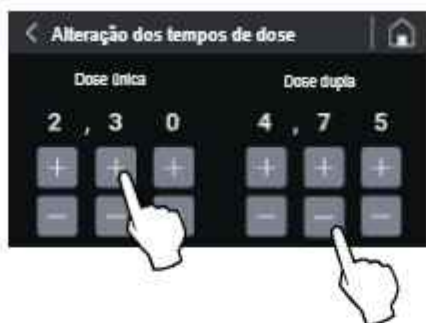 < Alteração dos tempos de dose
Dose única
Dose dupla
2 , 3 0
4 , 7 5
+ + +
+ + +
− −
− − −